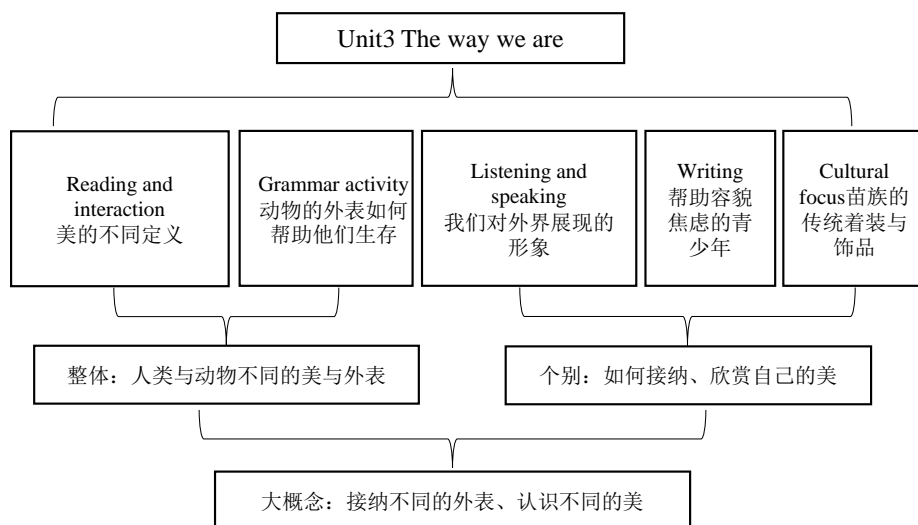 Unit3 The way we are
Reading and
interaction
美的不同定义
Grammar activity
动物的外表如何
帮助他们生存
Listening and
speaking
我们对外界展现的
形象
Writing
帮助容貌
焦虑的青
少年
Cultural
focus苗族的
传统着装与
饰品
整体：人类与动物不同的美与外表
个别：如何接纳、欣赏自己的美
大概念：接纳不同的外表、认识不同的美